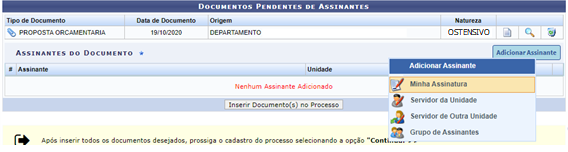 DOCUMENTOS PENDENTES DE ASSINANTES
Tipo de Documento Data de Documento Origem Natureza
PROPOSTA ORCAMENTARIA 19/10/2020 DEPARTAMENTO OSTENSIVO
ASSINANTES DO DOCUMENTO ★ Adicionar Assinante
# Assinante Unidade
Nenhum Assinante Adicionado
Adicionar Assinante
Minha Assinatura
Servidor da Unidade
Servidor de Outra Unidade
Grupo de Assinantes
Inserir Documento(s) no Processo
Após inserir todos os documentos desejados, prossiga o cadastro do processo selecionando a opção "Continuar >>